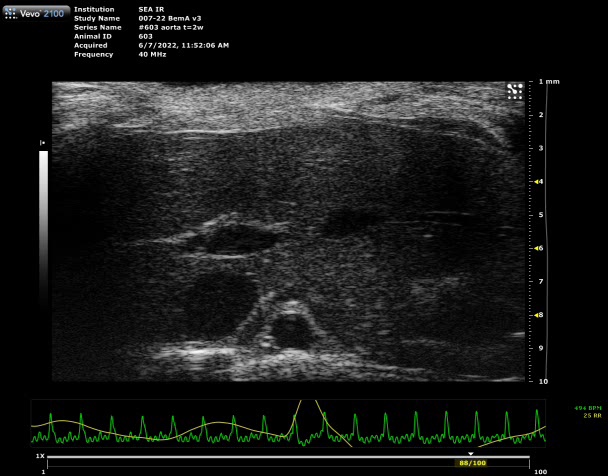 Vevo 2100
Institution SEA IR
Study Name 007-22 BemA v3
Series Name #603 aorta t=2w
Animal ID 603
Acquired 6/7/2022, 11:52:06 AM
Frequency 40 MHz
1 mm
2
3
4
5
6
7
8
9
10
494 BPM
25 RR
1X
88/100
1 100